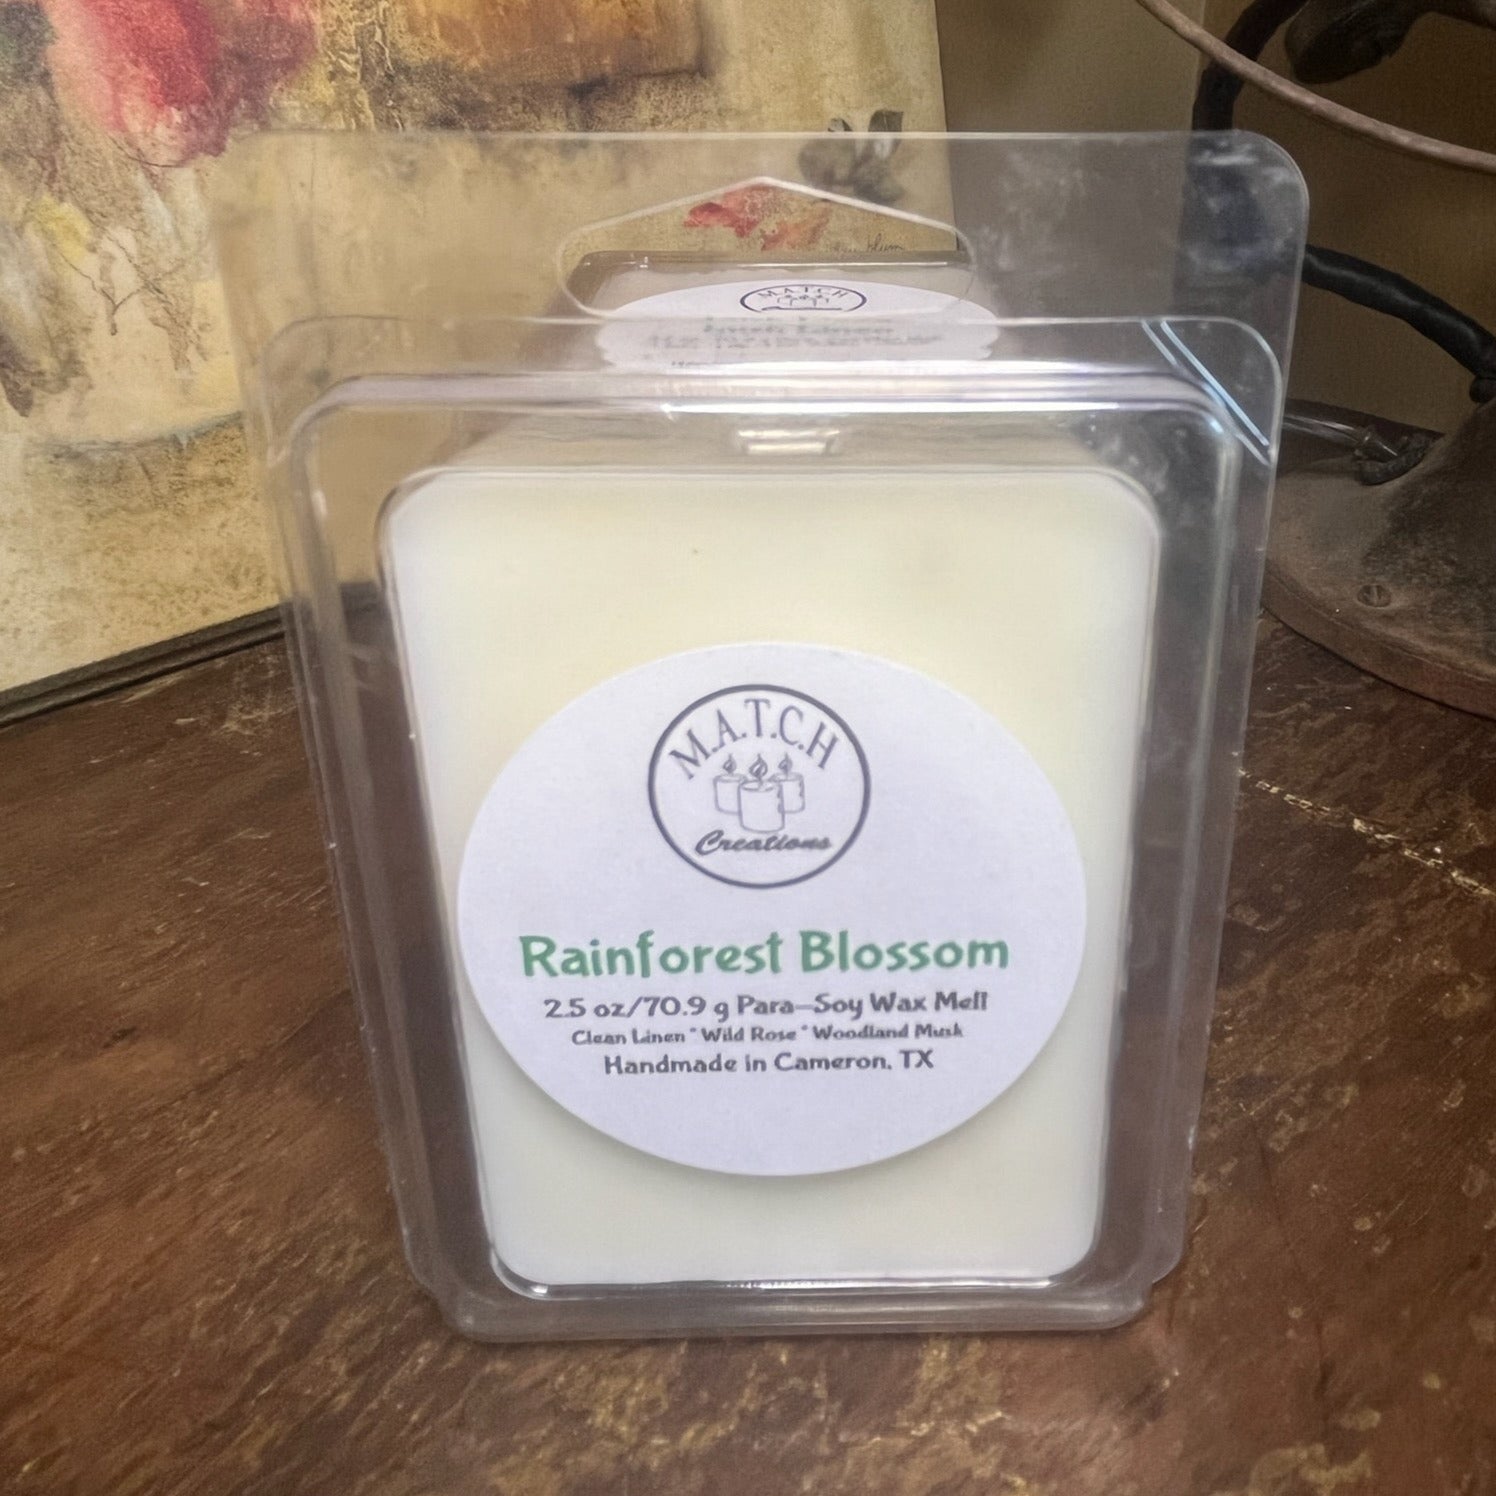 M.A.T.C.H
M.A.T.C.H
Creations
Rainforest Blossom
2.5 oz/70.9 g Para-Soy Wax Melt
Clean Linen * Wild Rose * Woodland Musk
Handmade in Cameron, TX